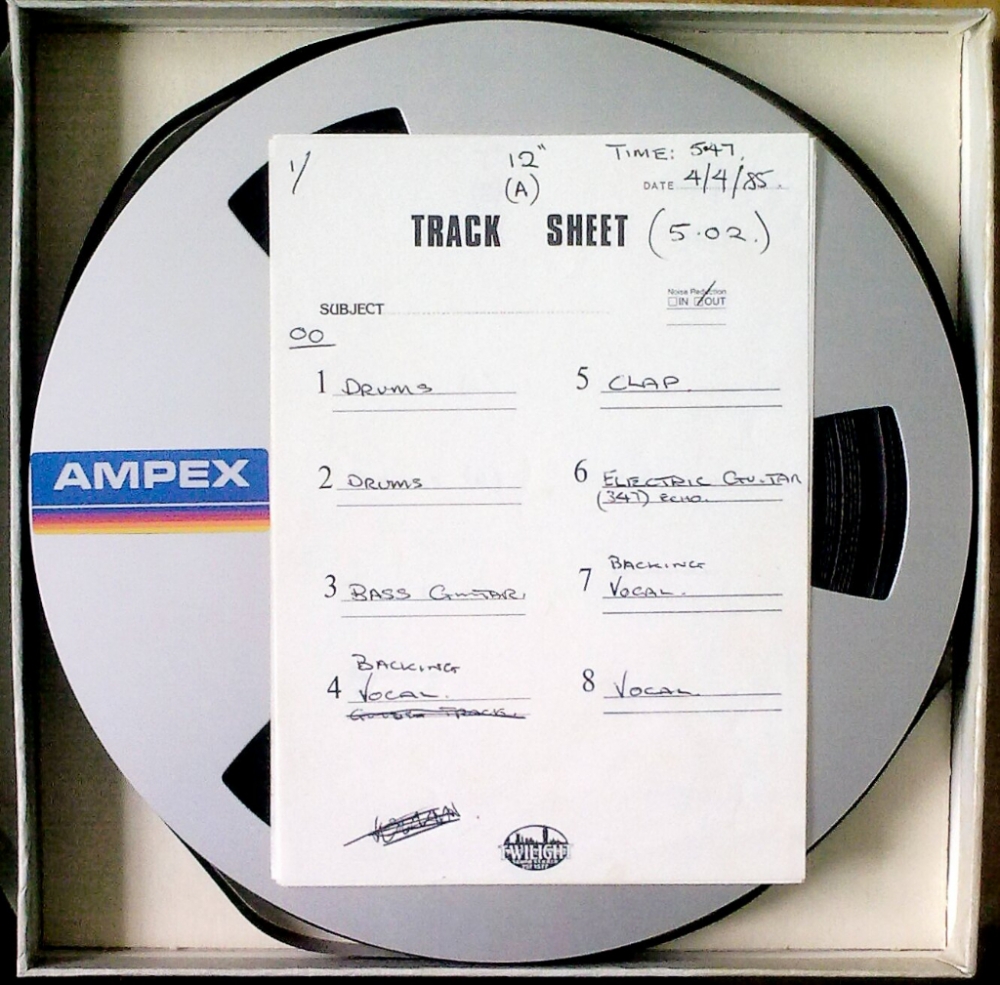 1/
12"
(A)
TIME: 5.47.
DATE 4/4/85.
TRACK SHEET (5.02.)
Noise Reduction
IN OUT
SUBJECT
00
1 DRUMS
2 DRUMS
3 BASS GUITAR.
4 BACKING
VOCAL.
GUIDE TRACK.
5 CLAP.
6 ELECTRIC GUITAR
(347) ECHO.
7 BACKING
VOCAL.
8 VOCAL.
AMPEX
TWILIGHT